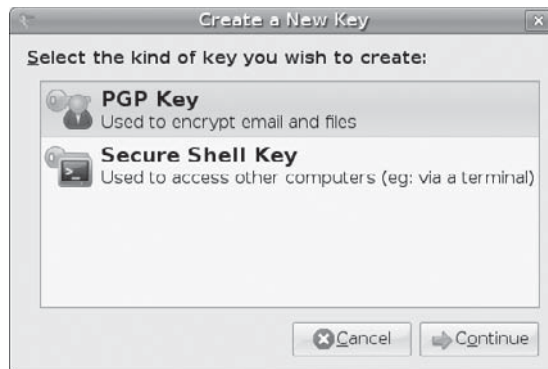 Create a New Key
Select the kind of key you wish to create:
PGP Key
Used to encrypt email and files
Secure Shell Key
Used to access other computers (eg: via a terminal)
Cancel
Continue